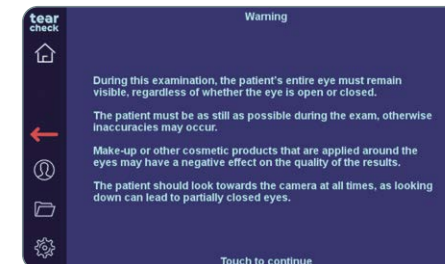 tear
check
Warning
During this examination, the patient's entire eye must remain
visible, regardless of whether the eye is open or closed.
The patient must be as still as possible during the exam, otherwise
inaccuracies may occur.
Make-up or other cosmetic products that are applied around the
eyes may have a negative effect on the quality of the results.
The patient should look towards the camera at all times, as looking
down can lead to partially closed eyes.
Touch to continue